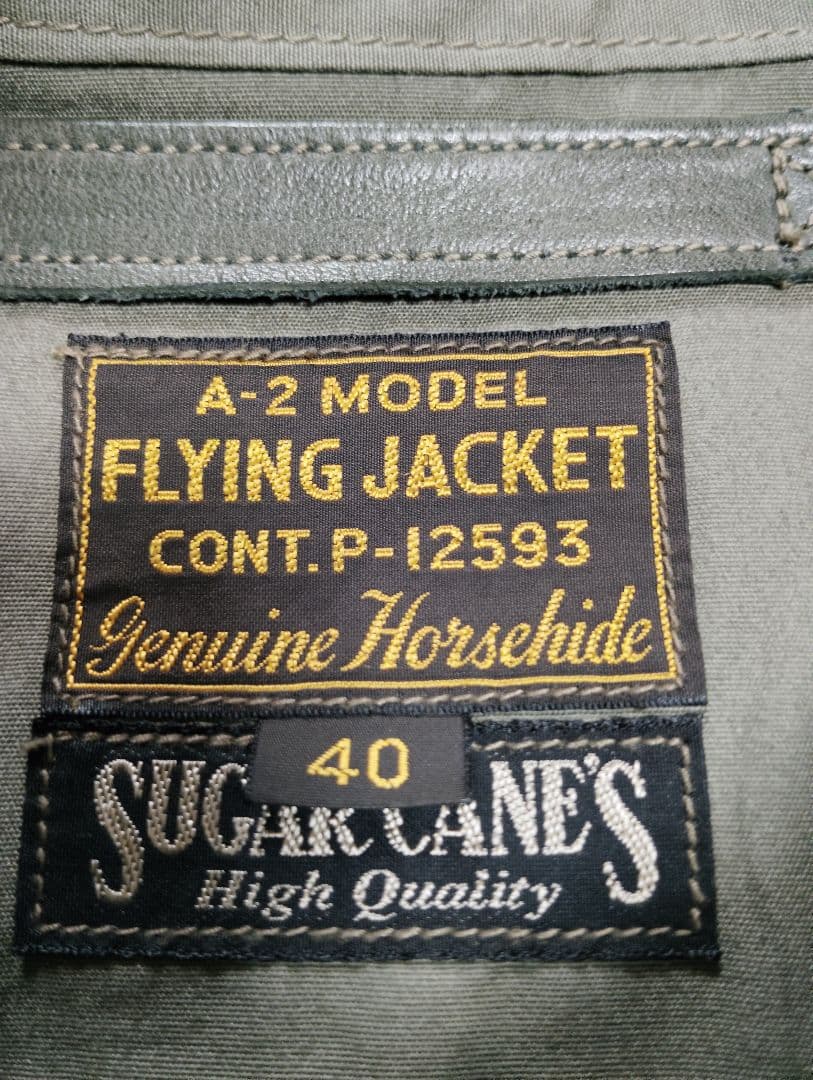 A-2 MODEL
FLYING JACKET
CONT. P-12593
Genuine Horsehide
40
SUGAR CANE'S
High Quality